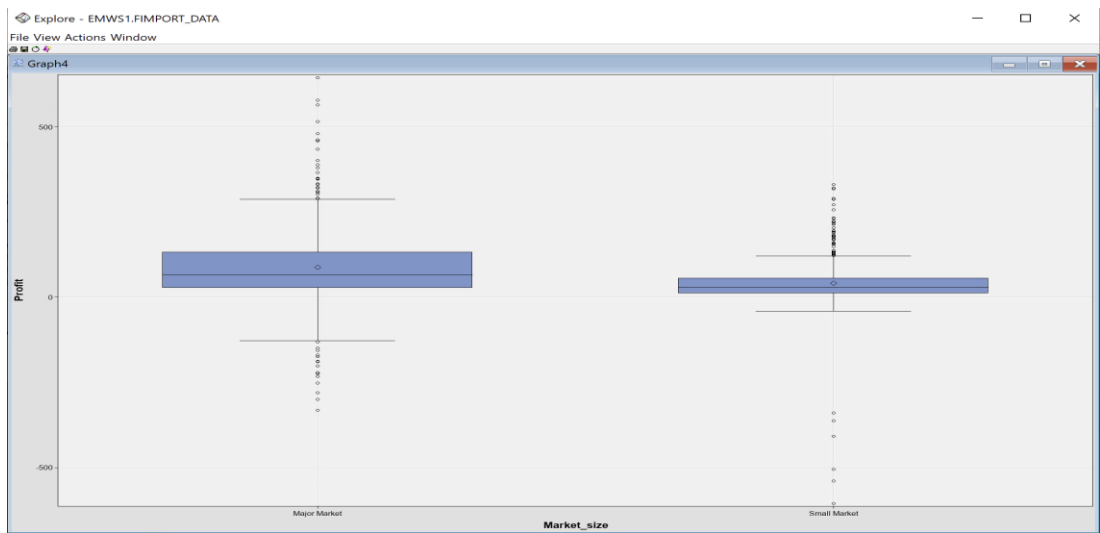 Explore - EMWS1.FIMPORT_DATA
File View Actions Window
Graph4
500
Profit
0
-500
Major Market
Small Market
Market_size